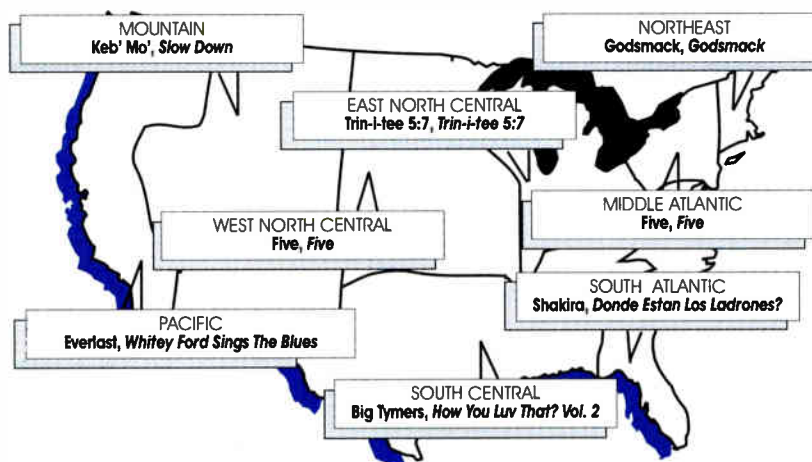 MOUNTAIN
Keb' Mo', Slow Down
NORTHEAST
Godsmack, Godsmack
EAST NORTH CENTRAL
Trin-i-tee 5:7, Trin-i-tee 5:7
MIDDLE ATLANTIC
Five, Five
WEST NORTH CENTRAL
Five, Five
SOUTH ATLANTIC
Shakira, Donde Estan Los Ladrones?
PACIFIC
Everlast, Whitey Ford Sings The Blues
SOUTH CENTRAL
Big Tymers, How You Luv That? Vol. 2